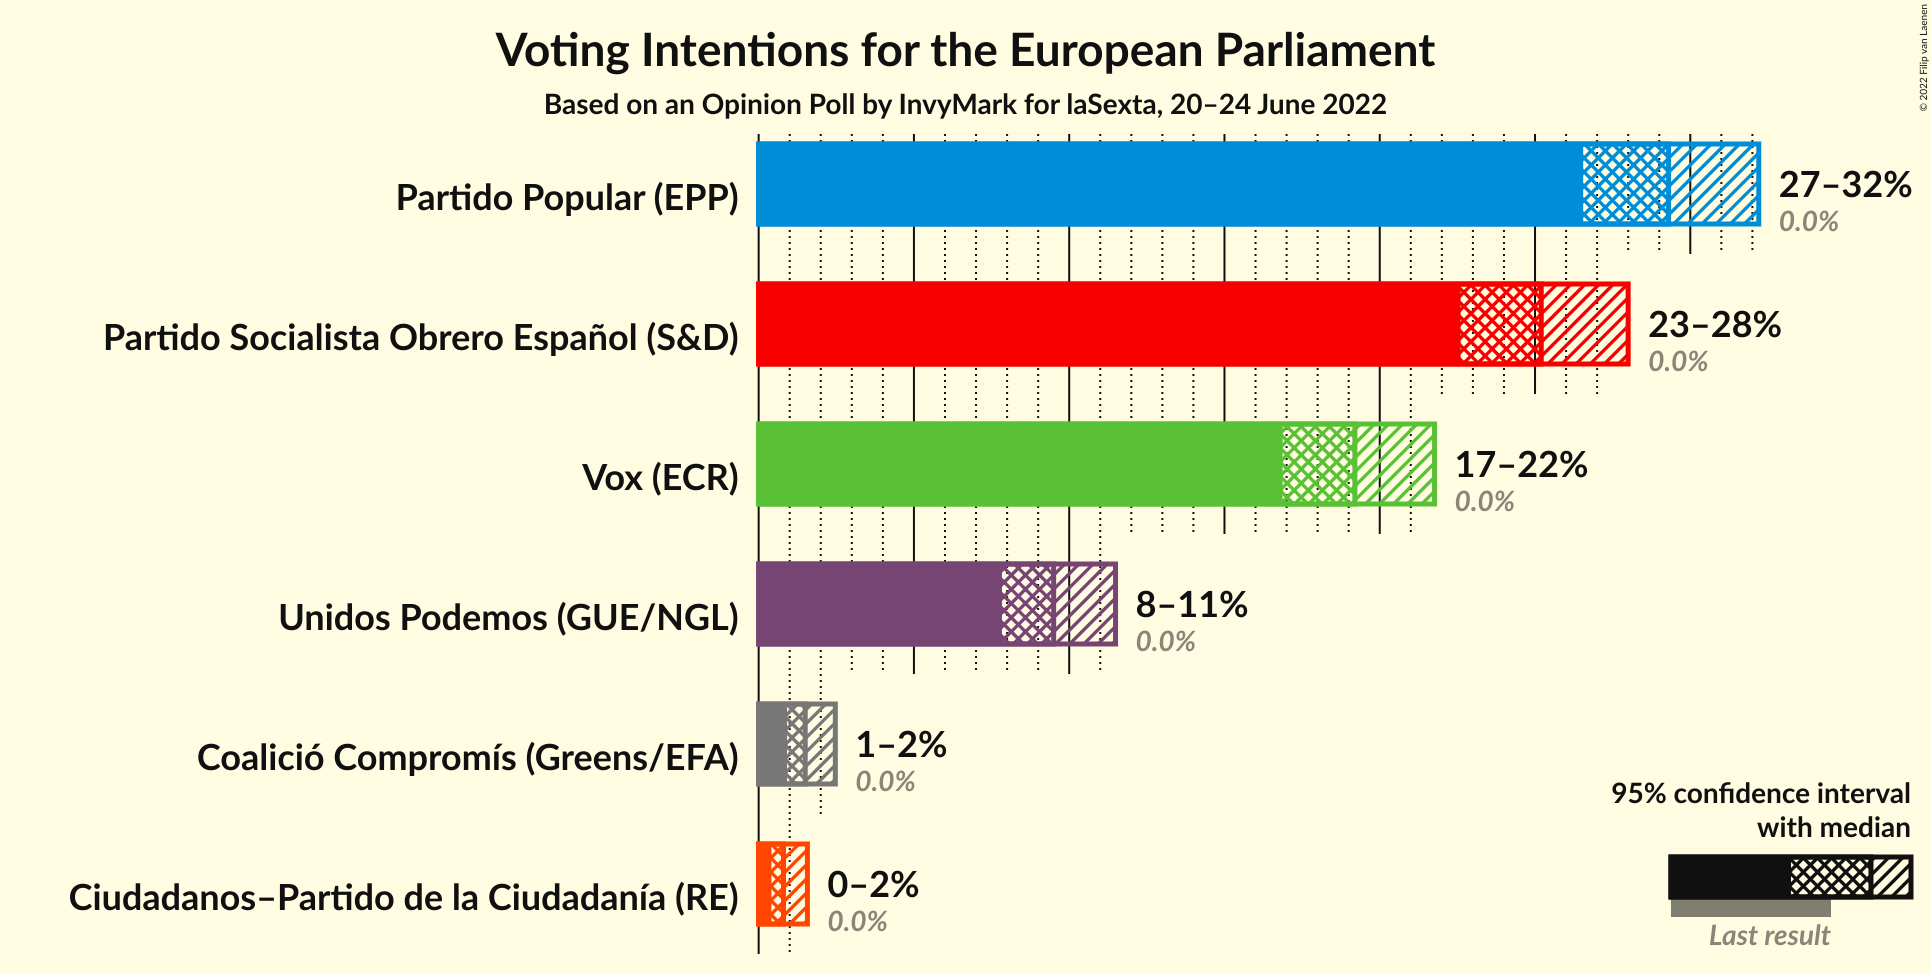 Voting Intentions for the European Parliament
Based on an Opinion Poll by InvyMark for laSexta, 20–24 June 2022
© 2022 Filip van Laenen
Partido Popular (EPP)
27–32%
0.0%
Partido Socialista Obrero Español (S&D)
23–28%
0.0%
Vox (ECR)
17–22%
0.0%
Unidos Podemos (GUE/NGL)
8–11%
0.0%
Coalició Compromís (Greens/EFA)
1–2%
0.0%
Ciudadanos–Partido de la Ciudadanía (RE)
0–2%
0.0%
95% confidence interval
with median
Last result